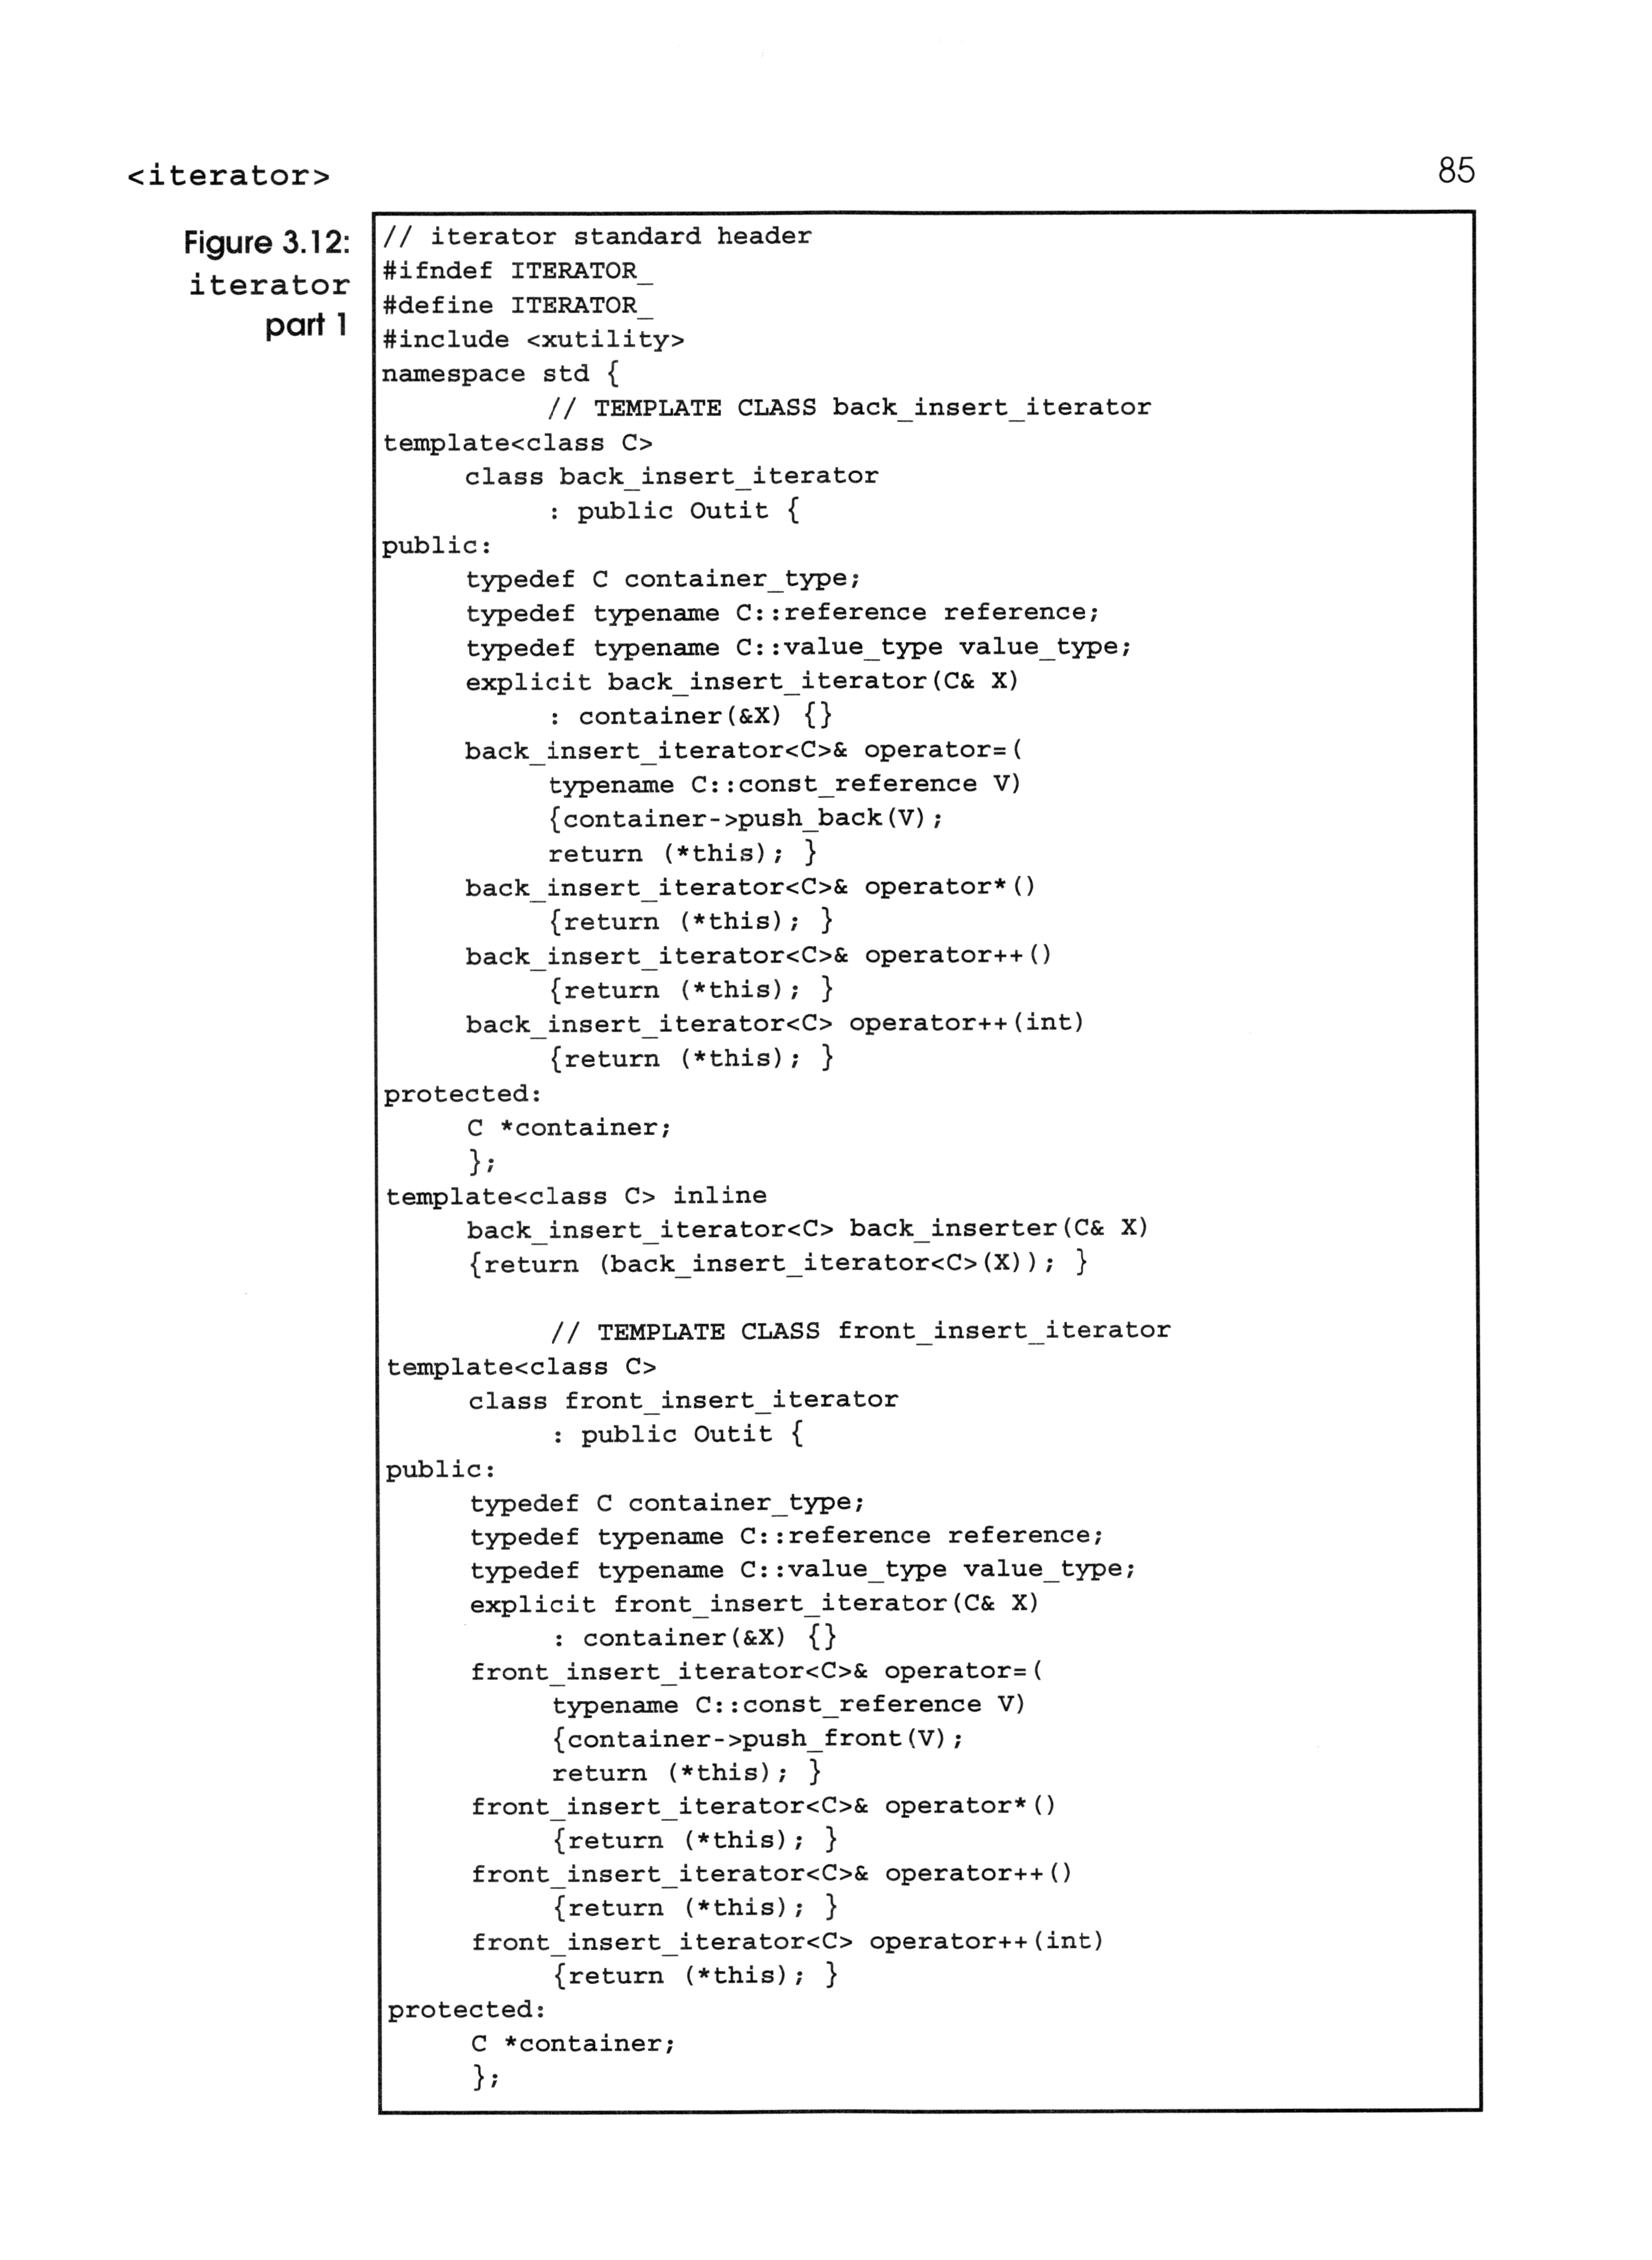 <iterator>
85
Figure 3.12:
iterator
part 1
// iterator standard header
#ifndef ITERATOR_
#define ITERATOR_
#include <xutility>
namespace std {
// TEMPLATE CLASS back_insert_iterator
template<class C>
class back_insert_iterator
: public Outit {
public:
typedef C container_type;
typedef typename C::reference reference;
typedef typename C::value_type value_type;
explicit back_insert_iterator(C& X)
: container(&X) {}
back_insert_iterator<C>& operator=(
typename C::const_reference V)
{container->push_back(V);
return (*this); }
back_insert_iterator<C>& operator*()
{return (*this); }
back_insert_iterator<C>& operator++()
{return (*this); }
back_insert_iterator<C> operator++(int)
{return (*this); }
protected:
C *container;
};
template<class C> inline
back_insert_iterator<C> back_inserter(C& X)
{return (back_insert_iterator<C>(X)); }
// TEMPLATE CLASS front_insert_iterator
template<class C>
class front_insert_iterator
: public Outit {
public:
typedef C container_type;
typedef typename C::reference reference;
typedef typename C::value_type value_type;
explicit front_insert_iterator(C& X)
: container(&X) {}
front_insert_iterator<C>& operator=(
typename C::const_reference V)
{container->push_front(V);
return (*this); }
front_insert_iterator<C>& operator*()
{return (*this); }
front_insert_iterator<C>& operator++()
{return (*this); }
front_insert_iterator<C> operator++(int)
{return (*this); }
protected:
C *container;
};